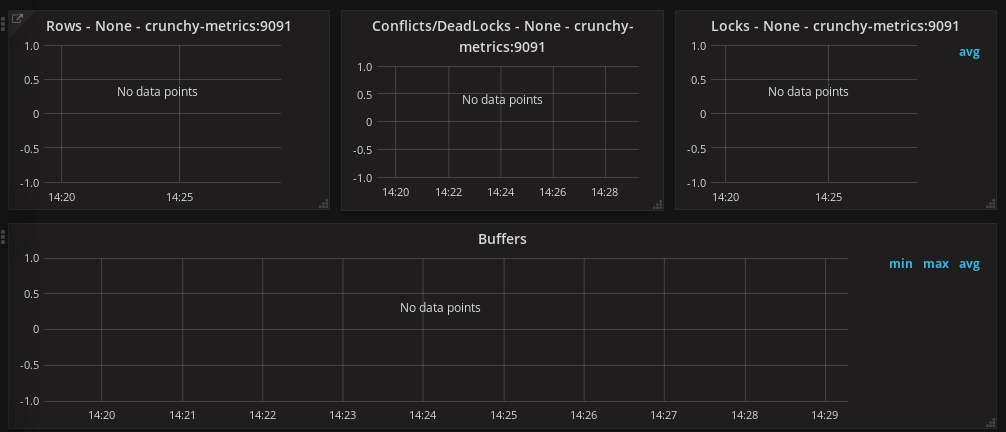 Rows - None - crunchy-metrics:9091
1.0
0.5
0
-0.5
-1.0
No data points
14:20 14:25
Conflicts/DeadLocks - None - crunchy-
metrics:9091
1.0
0.5
0
-0.5
-1.0
No data points
14:20 14:22 14:24 14:26 14:28
Locks - None - crunchy-metrics:9091
avg
1.0
0.5
0
-0.5
-1.0
No data points
14:20 14:25
Buffers
min max avg
1.0
0.5
0
-0.5
-1.0
No data points
14:20 14:21 14:22 14:23 14:24 14:25 14:26 14:27 14:28 14:29